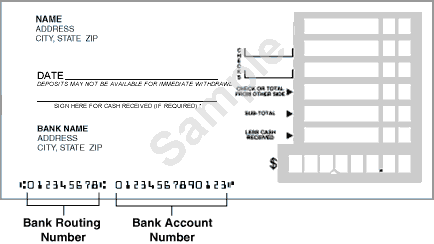 NAME
ADDRESS
CITY, STATE ZIP
DATE
DEPOSITS MAY NOT BE AVAILABLE FOR IMMEDIATE WITHDRAWL
SIGN HERE FOR CASH RECEIVED (IF REQUIRED) *
Sample
CHECK OR TOTAL
FROM OTHER SIDE
SUB-TOTAL
LESS CASH
RECEIVED
$
BANK NAME
ADDRESS
CITY, STATE ZIP
⑆012345678⑆ 01234567890123⑈
Bank Routing
Number
Bank Account
Number